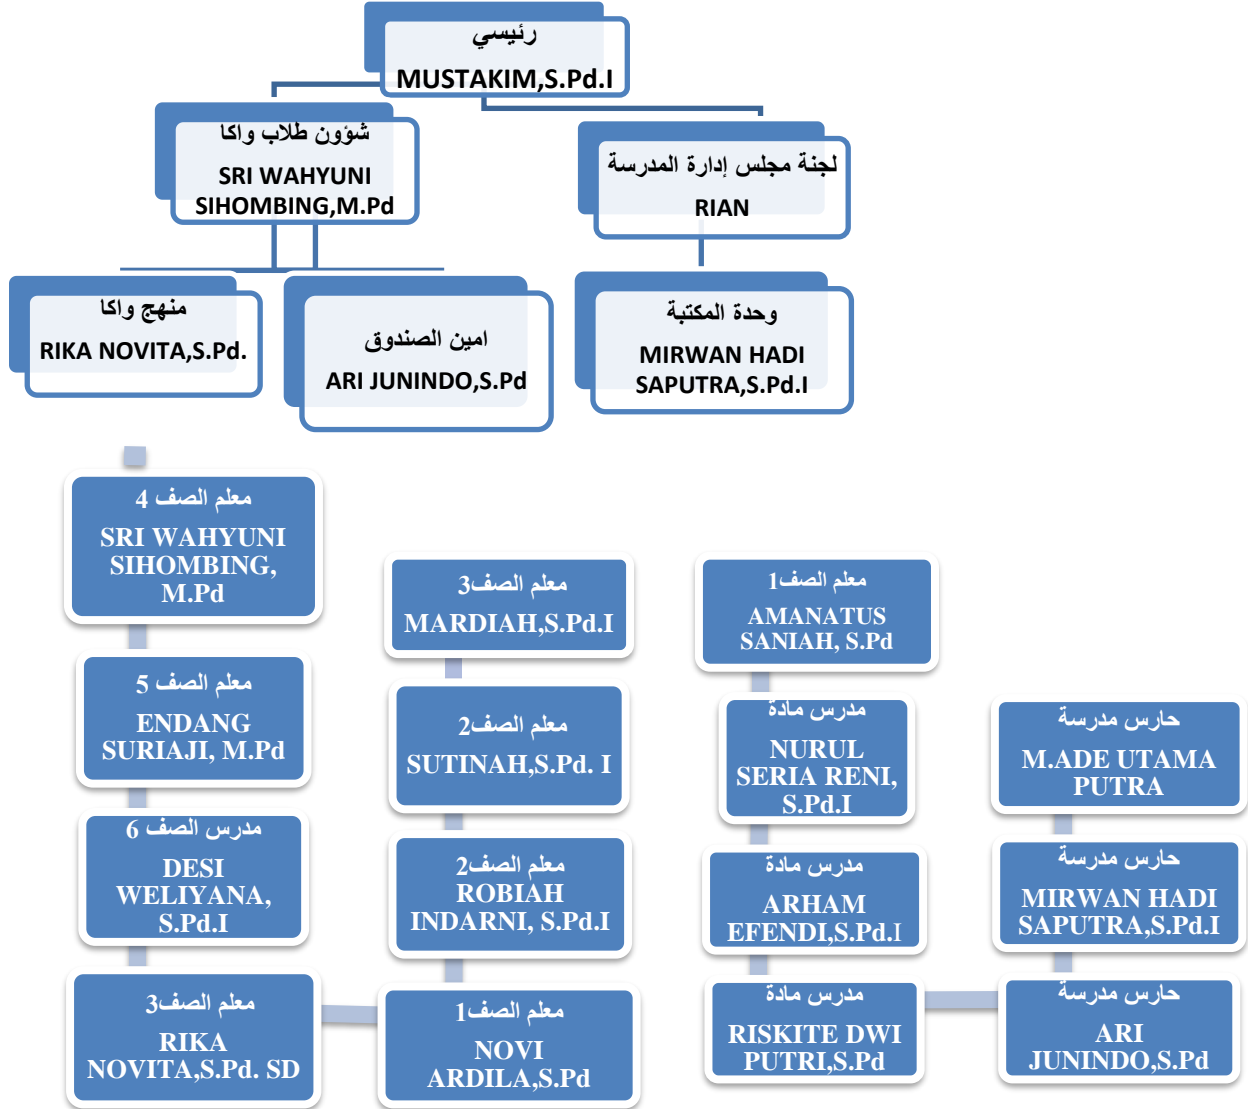 رئيسي
MUSTAKIM,S.Pd.I
شؤون طلاب واكا
SRI WAHYUNI
SIHOMBING,M.Pd
لجنة مجلس إدارة المدرسة
RIAN
منهج واكا
RIKA NOVITA,S.Pd.
امين الصندوق
ARI JUNINDO,S.Pd
وحدة المكتبة
MIRWAN HADI
SAPUTRA,S.Pd.I
معلم الصف 4
SRI WAHYUNI
SIHOMBING,
M.Pd
معلم الصف 5
ENDANG
SURIAJI, M.Pd
مدرس الصف 6
DESI
WELIYANA,
S.Pd.I
معلم الصف3
RIKA
NOVITA,S.Pd. SD
معلم الصف3
MARDIAH,S.Pd.I
معلم الصف2
SUTINAH,S.Pd. I
معلم الصف2
ROBIAH
INDARNI, S.Pd.I
معلم الصف1
NOVI
ARDILA,S.Pd
معلم الصف1
AMANATUS
SANIAH, S.Pd
مدرس مادة
NURUL
SERIA RENI,
S.Pd.I
مدرس مادة
ARHAM
EFENDI,S.Pd.I
مدرس مادة
RISKITE DWI
PUTRI,S.Pd
حارس مدرسة
M.ADE UTAMA
PUTRA
حارس مدرسة
MIRWAN HADI
SAPUTRA,S.Pd.I
حارس مدرسة
ARI
JUNINDO,S.Pd